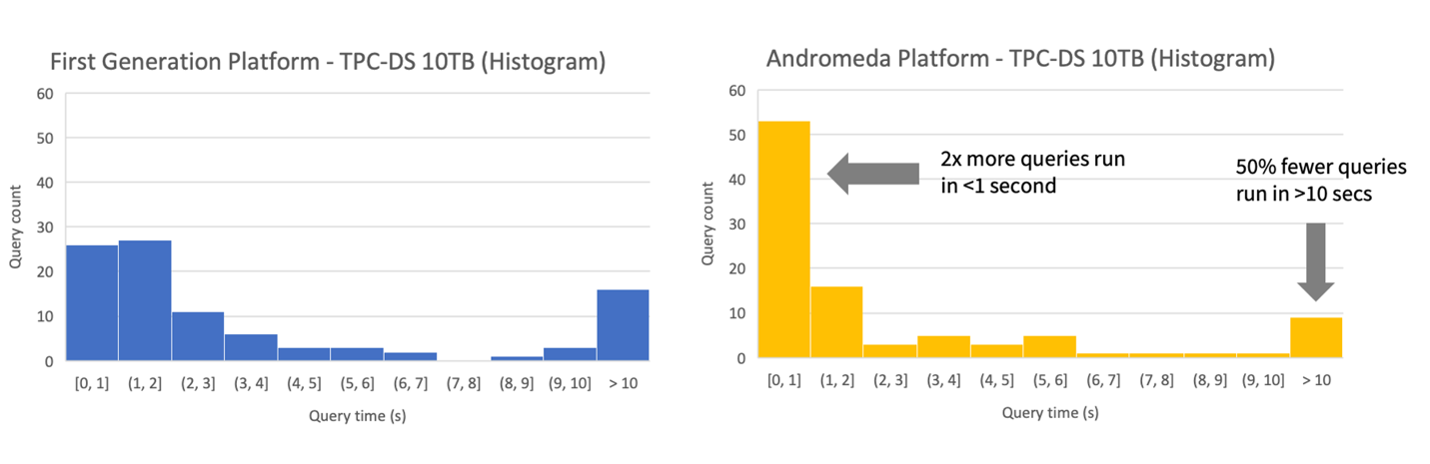 First Generation Platform - TPC-DS 10TB (Histogram)
60
50
40
30
20
10
0
Query count
[0, 1] (1, 2] (2, 3] (3, 4] (4, 5] (5, 6] (6, 7] (7, 8] (8, 9] (9, 10] > 10
Query time (s)
Andromeda Platform - TPC-DS 10TB (Histogram)
60
50
40
30
20
10
0
Query count
2x more queries run
in <1 second
50% fewer queries
run in >10 secs
[0, 1] (1, 2] (2, 3] (3, 4] (4, 5] (5, 6] (6, 7] (7, 8] (8, 9] (9, 10] > 10
Query time (s)